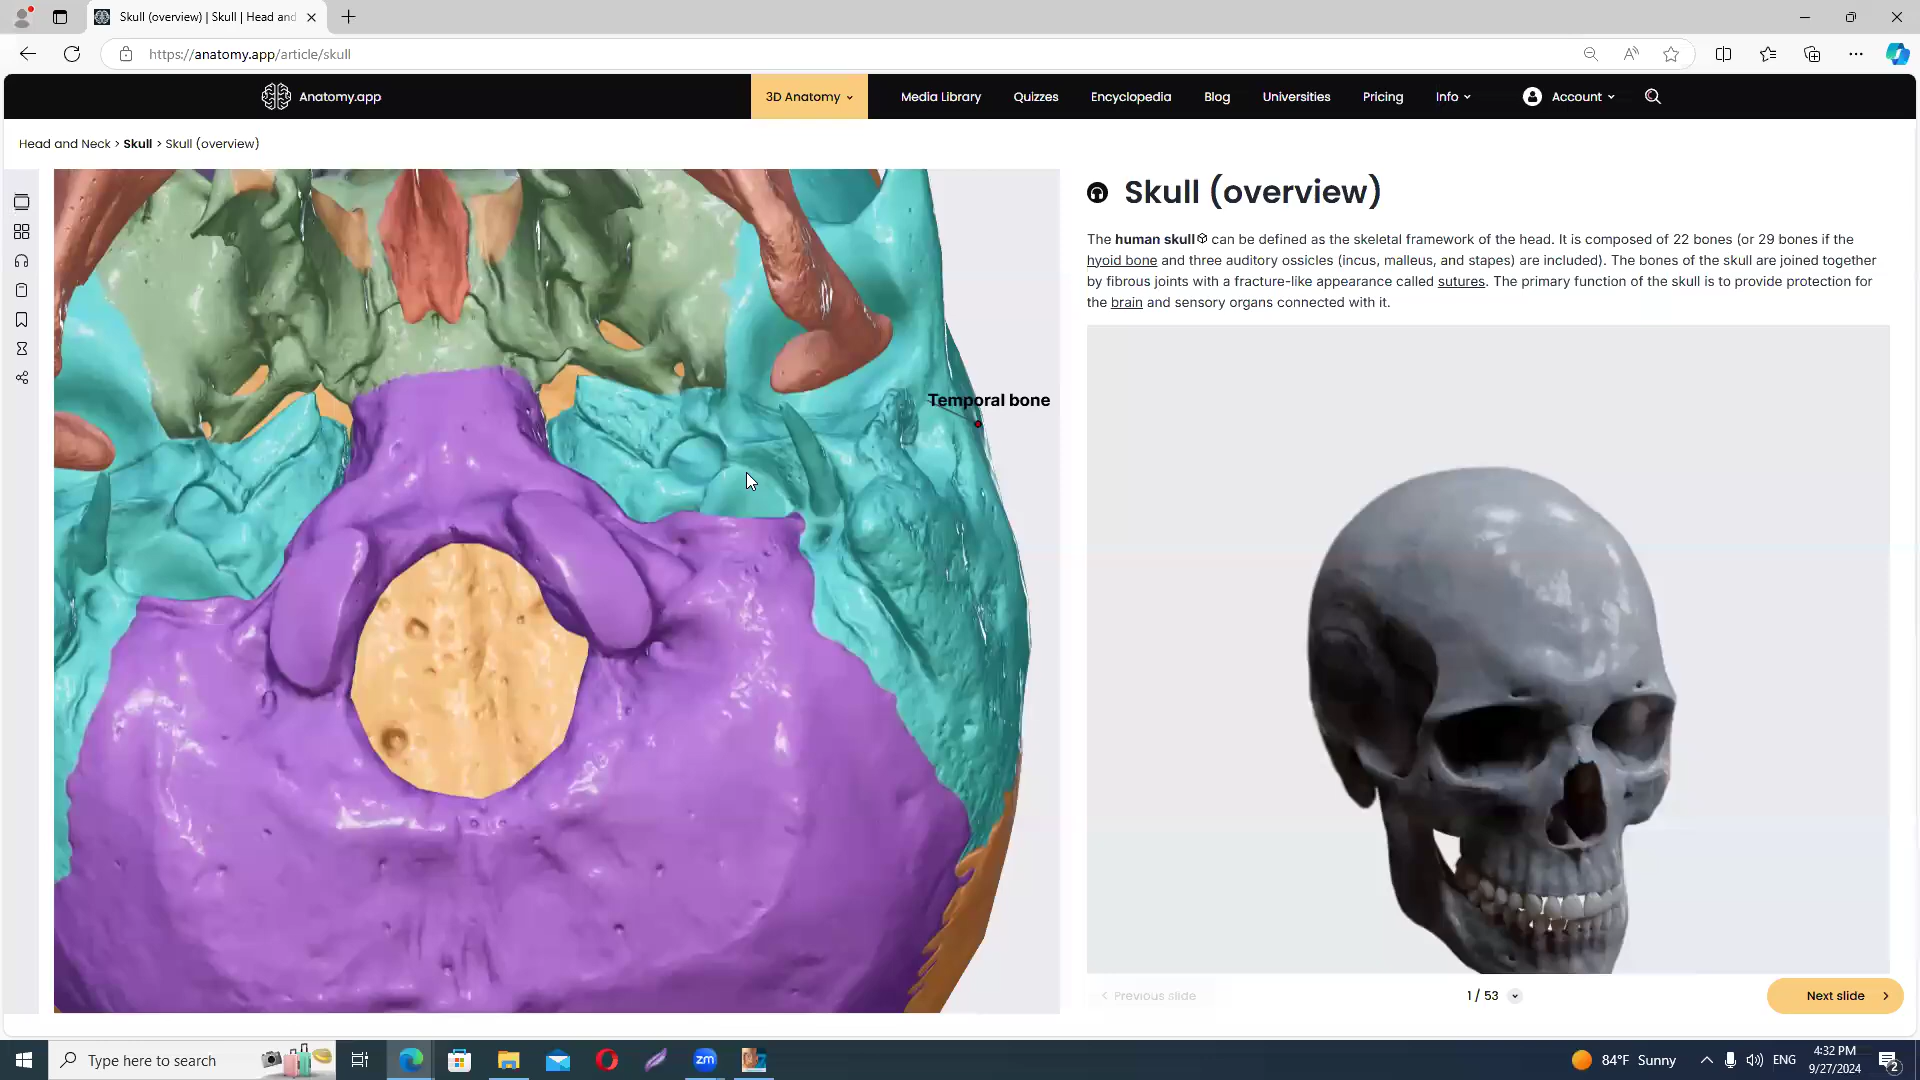 Skull (overview) | Skull | Head and
https://anatomy.app/article/skull
Anatomy.app
3D Anatomy
Media Library
Quizzes
Encyclopedia
Blog
Universities
Pricing
Info
Account
Head and Neck > Skull > Skull (overview)
Temporal bone
Skull (overview)
The human skull can be defined as the skeletal framework of the head. It is composed of 22 bones (or 29 bones if the
hyoid bone and three auditory ossicles (incus, malleus, and stapes) are included). The bones of the skull are joined together
by fibrous joints with a fracture-like appearance called sutures. The primary function of the skull is to provide protection for
the brain and sensory organs connected with it.
< Previous slide
1 / 53
Next slide >
Type here to search
zm
84°F Sunny
ENG
4:32 PM
9/27/2024
2